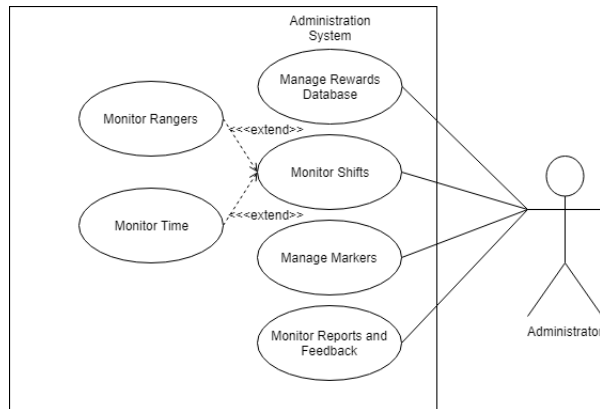 Administration
System
Manage Rewards
Database
Monitor Rangers
<<<extend>>
Monitor Shifts
Monitor Time
<<<extend>>
Manage Markers
Monitor Reports and
Feedback
Administrator